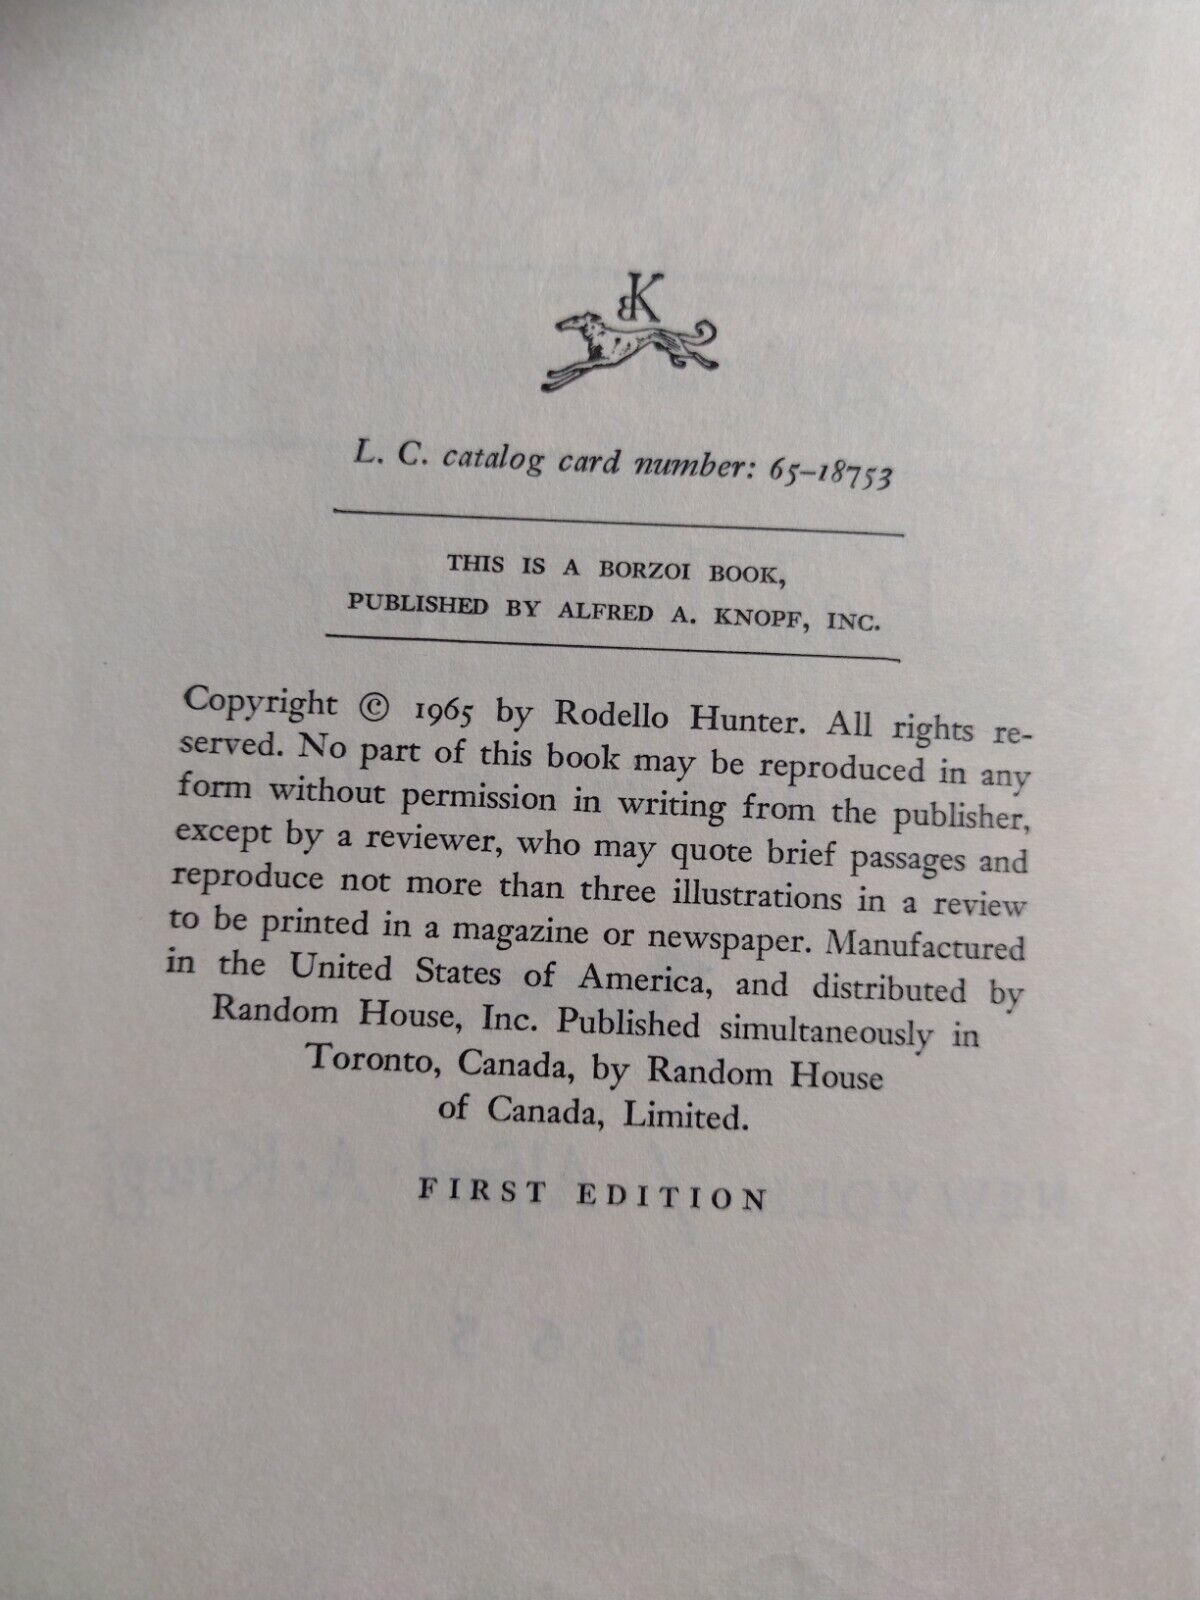 BK
L. C. catalog card number: 65-18753
THIS IS A BORZOI BOOK,
PUBLISHED BY ALFRED A. KNOPF, INC.
Copyright © 1965 by Rodello Hunter. All rights re-
served. No part of this book may be reproduced in any
form without permission in writing from the publisher,
except by a reviewer, who may quote brief passages and
reproduce not more than three illustrations in a review
to be printed in a magazine or newspaper. Manufactured
in the United States of America, and distributed by
Random House, Inc. Published simultaneously in
Toronto, Canada, by Random House
of Canada, Limited.
FIRST EDITION